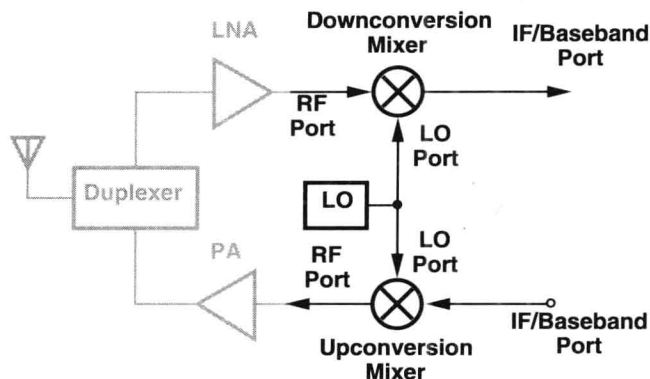 LNA
Downconversion
Mixer
IF/Baseband
Port
RF
Port
LO
Port
Duplexer
LO
PA
RF
Port
LO
Port
IF/Baseband
Port
Upconversion
Mixer